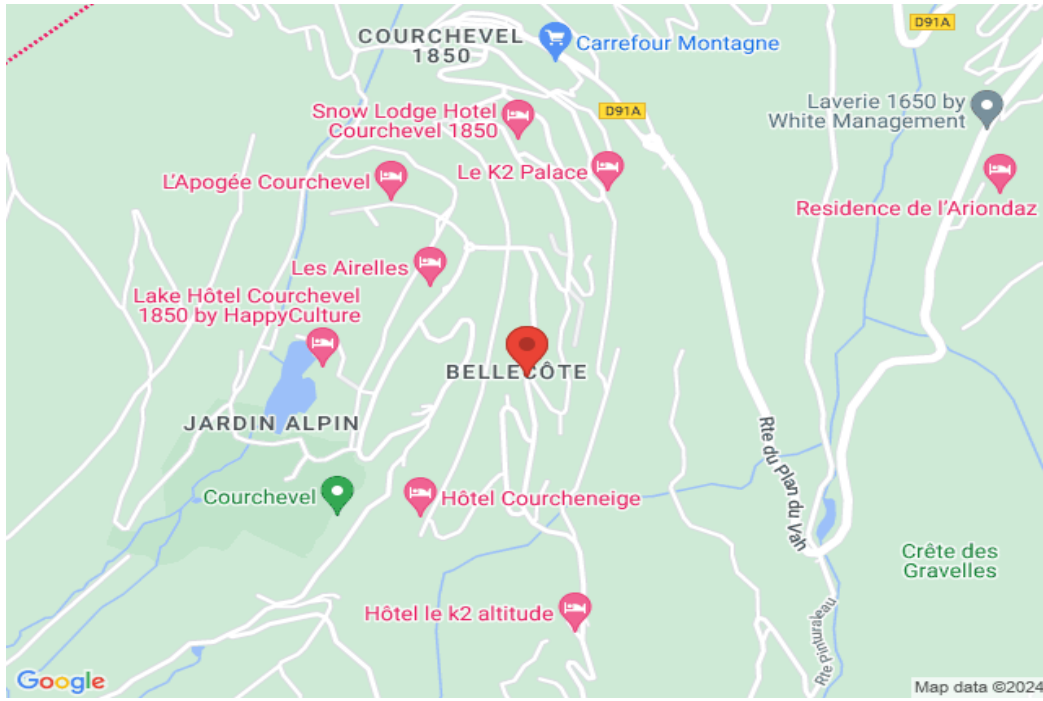 D91A
COURCHEVEL
1850
Carrefour Montagne
Snow Lodge Hotel
Courchevel 1850
D91A
Laverie 1650 by
White Management
L'Apogée Courchevel
Le K2 Palace
Residence de l'Ariondaz
Les Airelles
Lake Hôtel Courchevel
1850 by HappyCulture
BELLECÔTE
JARDIN ALPIN
Rte du Plan du Vah
Courchevel
Hôtel Courcheneige
Crête des
Gravelles
Hôtel le k2 altitude
Rte pinturaleau
Google
Map data ©2024